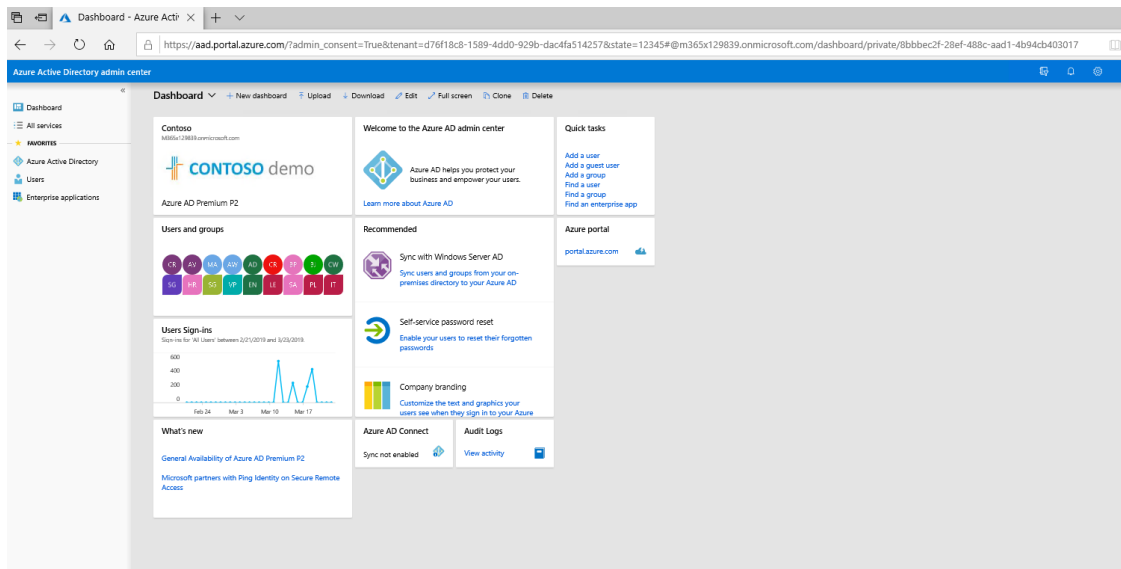 Dashboard - Azure Activ
https://aad.portal.azure.com/?admin_consent=True&tenant=d76f18c8-1589-4dd0-929b-dac4fa514257&state=12345#@m365x129839.onmicrosoft.com/dashboard/private/8bbbec2f-28ef-488c-aad1-4b94cb403017
Azure Active Directory admin center
Dashboard
All services
FAVORITES
Azure Active Directory
Users
Enterprise applications
Dashboard
New dashboard
Upload
Download
Edit
Full screen
Clone
Delete
Contoso
M365x129839.onmicrosoft.com
CONTOSO demo
Azure AD Premium P2
Welcome to the Azure AD admin center
Azure AD helps you protect your
business and empower your users.
Learn more about Azure AD
Quick tasks
Add a user
Add a guest user
Add a group
Find a user
Find a group
Find an enterprise app
Users and groups
CR AV MA AW AD CR CW
SG HR SG VP EN LE SA PL IT
Recommended
Sync with Windows Server AD
Sync users and groups from your on-
premises directory to your Azure AD
Self-service password reset
Enable your users to reset their forgotten
passwords
Company branding
Customize the text and graphics your
users see when they sign in to your Azure
Azure portal
portal.azure.com
Users Sign-ins
Sign-ins for 'All Users' between 2/21/2019 and 3/23/2019
600
400
200
0
Feb 24 Mar 3 Mar 10 Mar 17
What's new
General Availability of Azure AD Premium P2
Microsoft partners with Ping Identity on Secure Remote
Access
Azure AD Connect
Sync not enabled
Audit Logs
View activity